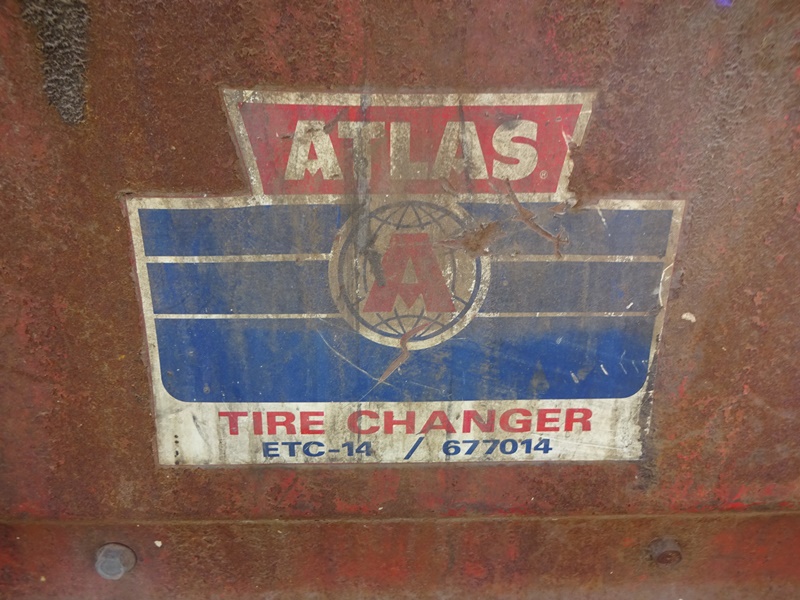 ATLAS®
A
TIRE CHANGER
ETC-14 / 677014